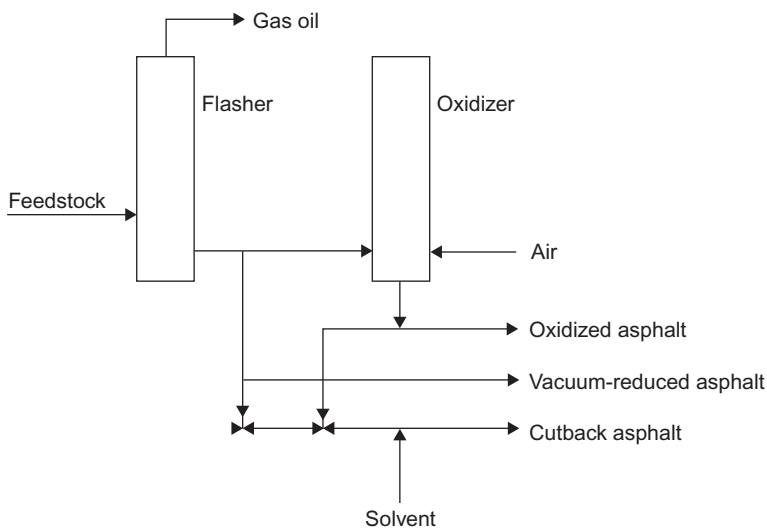 Gas oil
Flasher
Oxidizer
Feedstock
Air
Oxidized asphalt
Vacuum-reduced asphalt
Cutback asphalt
Solvent